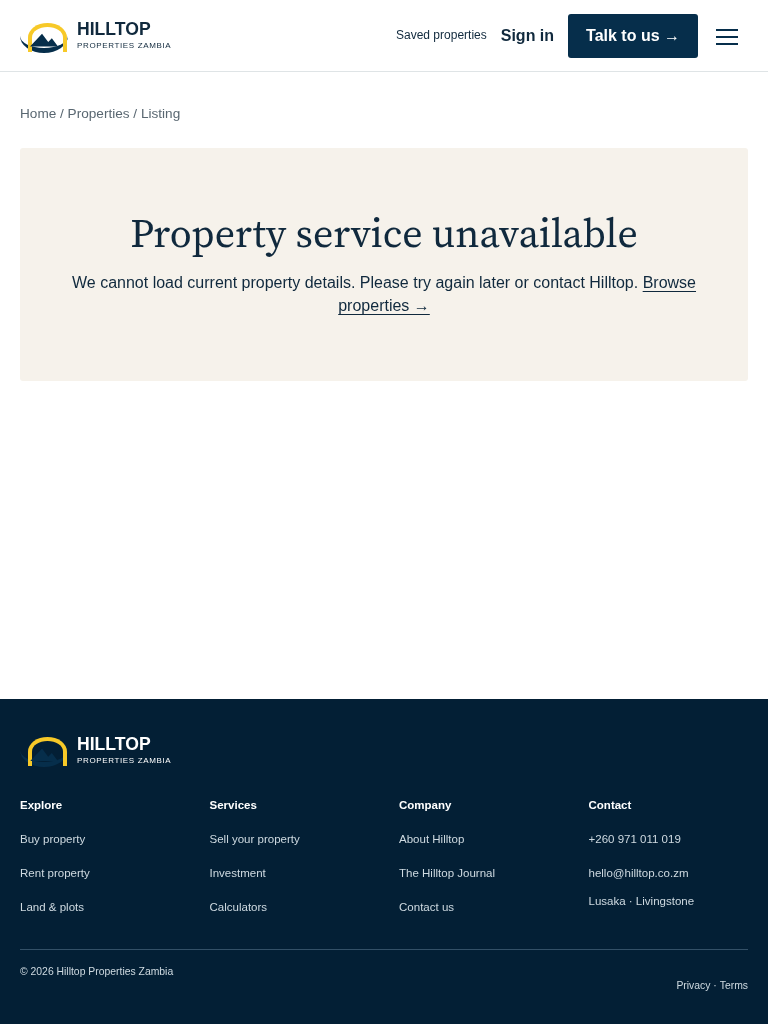 HILLTOP
PROPERTIES ZAMBIA
Saved properties
Sign in
Talk to us →
Home / Properties / Listing
Property service unavailable
We cannot load current property details. Please try again later or contact Hilltop. Browse
properties →
HILLTOP
PROPERTIES ZAMBIA
Explore
Buy property
Rent property
Land & plots
Services
Sell your property
Investment
Calculators
Company
About Hilltop
The Hilltop Journal
Contact us
Contact
+260 971 011 019
hello@hilltop.co.zm
Lusaka · Livingstone
© 2026 Hilltop Properties Zambia
Privacy · Terms